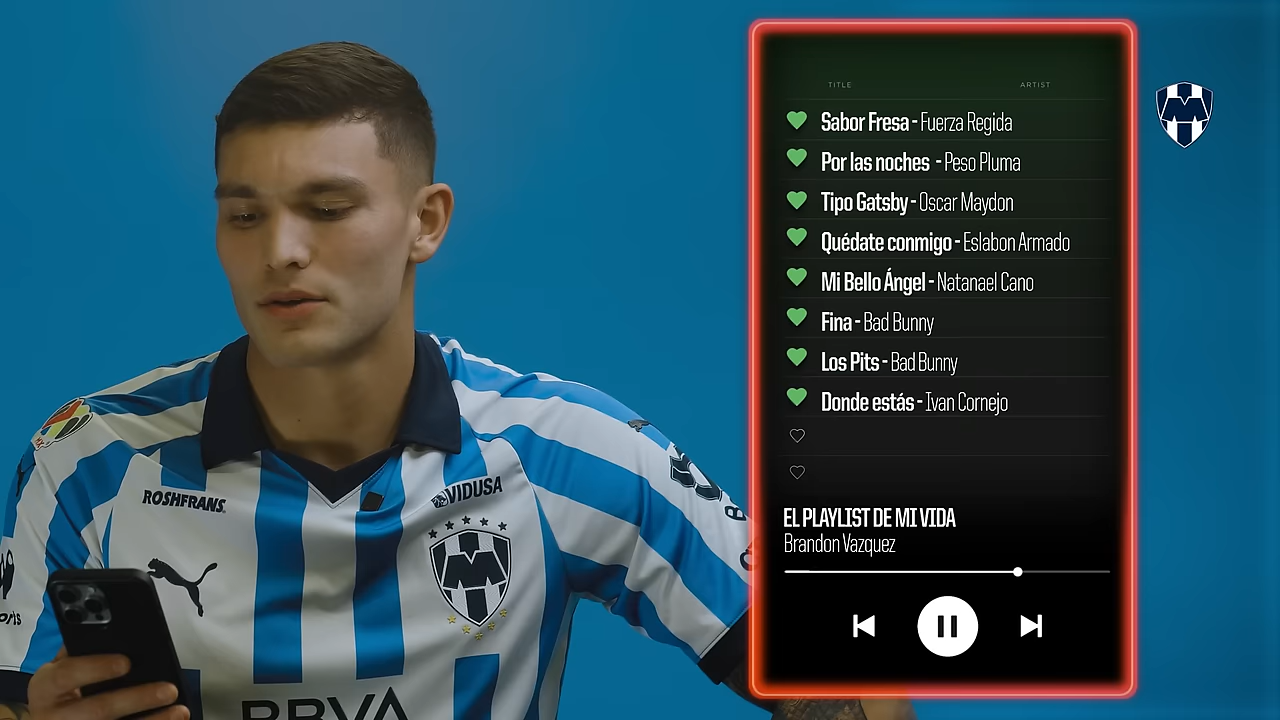 TITLE ARTIST
Sabor Fresa - Fuerza Regida
Por las noches - Peso Pluma
Tipo Gatsby - Oscar Maydon
Quédate conmigo - Eslabon Armado
Mi Bello Ángel - Natanael Cano
Fina - Bad Bunny
Los Pits - Bad Bunny
Donde estás - Ivan Cornejo
EL PLAYLIST DE MI VIDA
Brandon Vazquez
ROSHFRANS
VIDUSA
BBVA